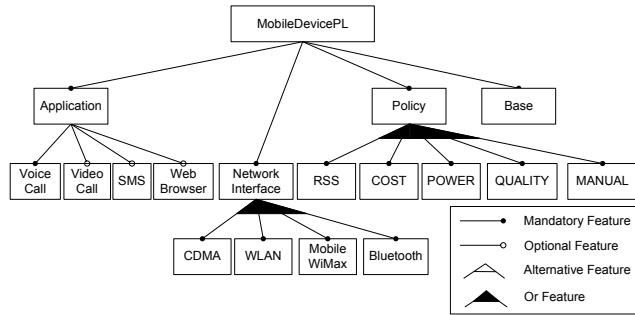 MobileDevicePL
Application
Policy
Base
Voice
Call
Video
Call
SMS
Web
Browser
Network
Interface
RSS
COST
POWER
QUALITY
MANUAL
CDMA
WLAN
Mobile
WiMax
Bluetooth
Mandatory Feature
Optional Feature
Alternative Feature
Or Feature